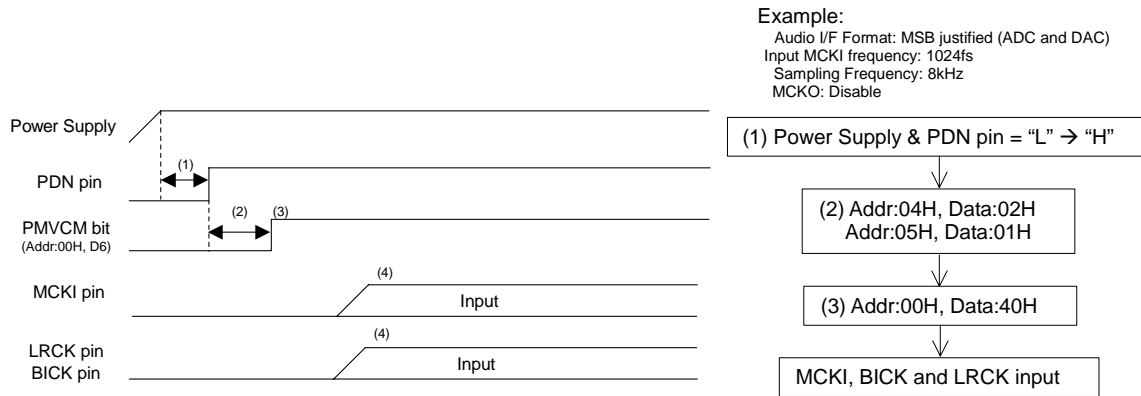 Example:
Audio I/F Format: MSB justified (ADC and DAC)
Input MCKI frequency: 1024fs
Sampling Frequency: 8kHz
MCKO: Disable
Power Supply
(1)
PDN pin
(2)
(3)
PMVCM bit
(Addr:00H, D6)
(4)
MCKI pin
Input
(4)
LRCK pin
BICK pin
Input
(1) Power Supply & PDN pin = “L” → “H”
(2) Addr:04H, Data:02H
Addr:05H, Data:01H
(3) Addr:00H, Data:40H
MCKI, BICK and LRCK input